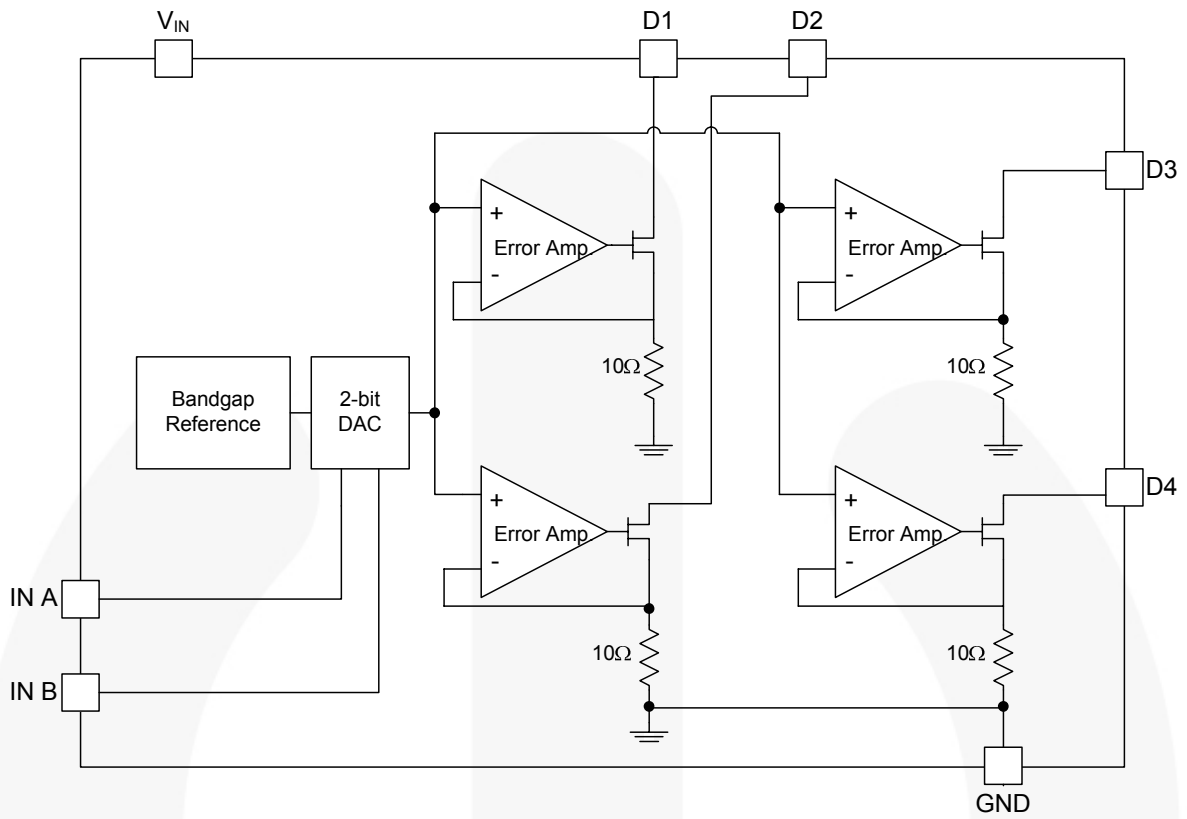 V_IN
D1
D2
D3
+
Error Amp.
-
+
Error Amp.
-
10Ω
10Ω
Bandgap
Reference
2-bit
DAC
D4
+
Error Amp.
-
+
Error Amp.
-
IN A
10Ω
10Ω
IN B
GND